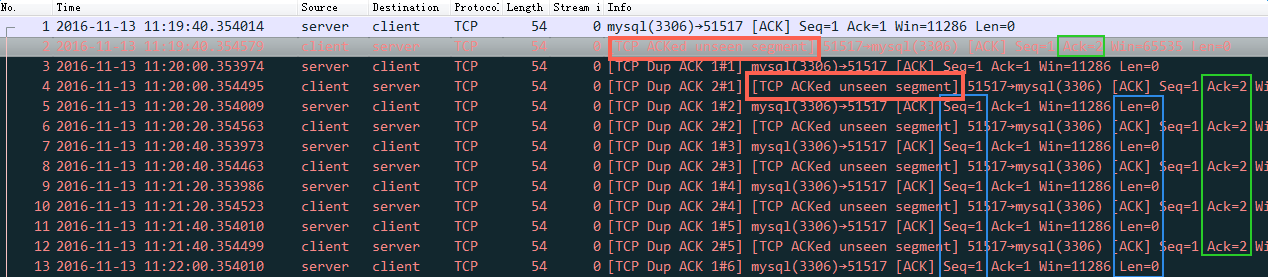 No. Time Source Destination Protocol Length Stream i Info
1 2016-11-13 11:19:40.354014 server client TCP 54 0 mysql(3306)→51517 [ACK] Seq=1 Ack=1 Win=11286 Len=0
2 2016-11-13 11:19:40.354579 client server TCP 54 0 [TCP ACKed unseen segment] 51517→mysql(3306) [ACK] Seq=1 Ack=2 Win=65535 Len=0
3 2016-11-13 11:20:00.353974 server client TCP 54 0 [TCP Dup ACK 1#1] mysql(3306)→51517 [ACK] Seq=1 Ack=1 Win=11286 Len=0
4 2016-11-13 11:20:00.354495 client server TCP 54 0 [TCP Dup ACK 2#1] [TCP ACKed unseen segment] 51517→mysql(3306) [ACK] Seq=1 Ack=2 Wi
5 2016-11-13 11:20:20.354009 server client TCP 54 0 [TCP Dup ACK 1#2] mysql(3306)→51517 [ACK] Seq=1 Ack=1 Win=11286 Len=0
6 2016-11-13 11:20:20.354563 client server TCP 54 0 [TCP Dup ACK 2#2] [TCP ACKed unseen segment] 51517→mysql(3306) [ACK] Seq=1 Ack=2 Wi
7 2016-11-13 11:20:40.353973 server client TCP 54 0 [TCP Dup ACK 1#3] mysql(3306)→51517 [ACK] Seq=1 Ack=1 Win=11286 Len=0
8 2016-11-13 11:20:40.354463 client server TCP 54 0 [TCP Dup ACK 2#3] [TCP ACKed unseen segment] 51517→mysql(3306) [ACK] Seq=1 Ack=2 Wi
9 2016-11-13 11:21:20.353986 server client TCP 54 0 [TCP Dup ACK 1#4] mysql(3306)→51517 [ACK] Seq=1 Ack=1 Win=11286 Len=0
10 2016-11-13 11:21:20.354523 client server TCP 54 0 [TCP Dup ACK 2#4] [TCP ACKed unseen segment] 51517→mysql(3306) [ACK] Seq=1 Ack=2 Wi
11 2016-11-13 11:21:40.354010 server client TCP 54 0 [TCP Dup ACK 1#5] mysql(3306)→51517 [ACK] Seq=1 Ack=1 Win=11286 Len=0
12 2016-11-13 11:21:40.354499 client server TCP 54 0 [TCP Dup ACK 2#5] [TCP ACKed unseen segment] 51517→mysql(3306) [ACK] Seq=1 Ack=2 Wi
13 2016-11-13 11:22:00.354010 server client TCP 54 0 [TCP Dup ACK 1#6] mysql(3306)→51517 [ACK] Seq=1 Ack=1 Win=11286 Len=0